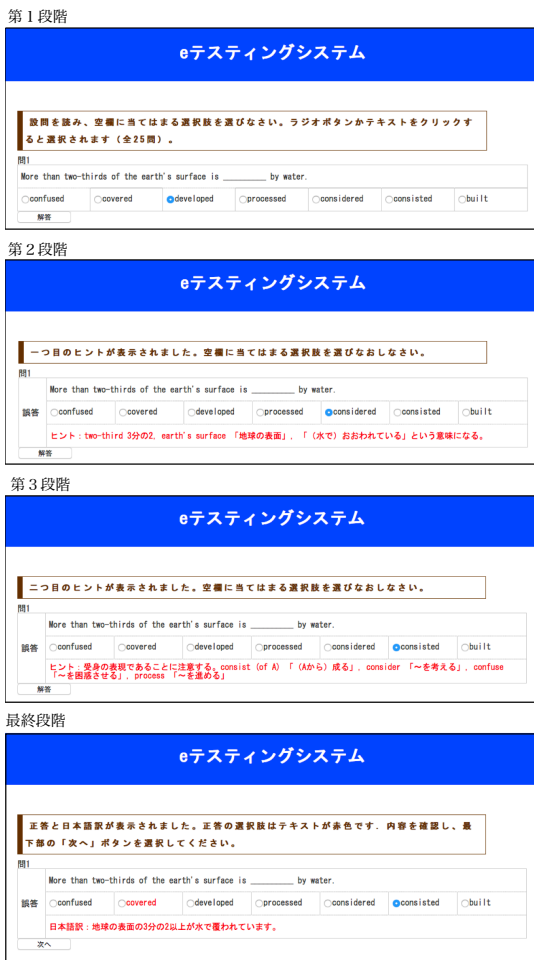 第１段階
eテスティングシステム
設問を読み、空欄に当てはまる選択肢を選びなさい。ラジオボタンかテキストをクリックす
ると選択されます（全25問）。
問1
More than two-thirds of the earth's surface is _________ by water.
confused covered developed processed considered consisted built
解答
第２段階
eテスティングシステム
一つ目のヒントが表示されました。空欄に当てはまる選択肢を選びなおしなさい。
問1
More than two-thirds of the earth's surface is _________ by water.
誤答 confused covered developed processed considered consisted built
ヒント：two-third 3分の2, earth's surface 「地球の表面」, 「（水で）おおわれている」という意味になる。
解答
第３段階
eテスティングシステム
二つ目のヒントが表示されました。空欄に当てはまる選択肢を選びなおしなさい。
問1
More than two-thirds of the earth's surface is _________ by water.
誤答 confused covered developed processed considered consisted built
ヒント：受身の表現であることに注意する。consist (of A) 「（Aから）成る」, consider 「～を考える」, confuse
「～を困惑させる」, process 「～を進める」
解答
最終段階
eテスティングシステム
正答と日本語訳が表示されました。正答の選択肢はテキストが赤色です. 内容を確認し、最
下部の「次へ」ボタンを選択してください。
問1
More than two-thirds of the earth's surface is _________ by water.
誤答 confused covered developed processed considered consisted built
日本語訳：地球の表面の3分の2以上が水で覆われています。
次へ